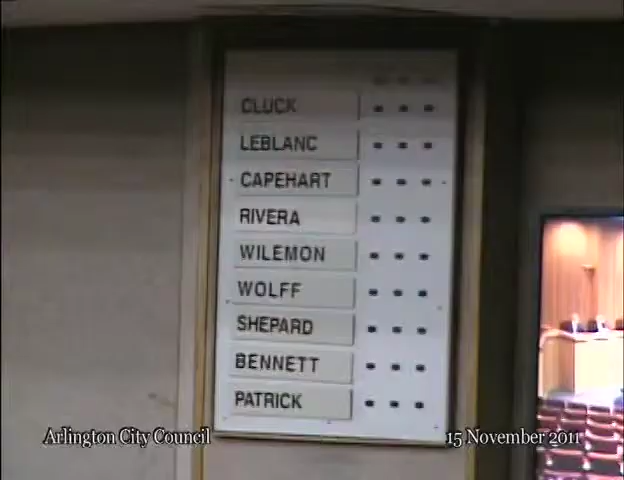 CLUCK
LEBLANC
CAPEHART
RIVERA
WILEMON
WOLFF
SHEPARD
BENNETT
PATRICK
Arlington City Council
15 November 2011